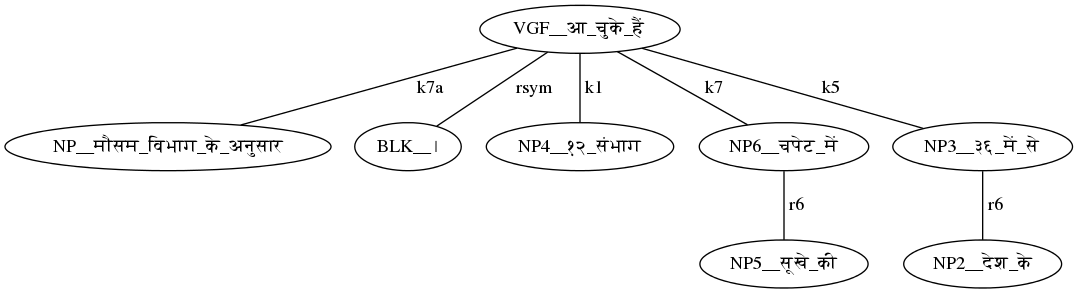 VGF__आ_चुके_हैं
k7a
rsym
k1
k7
k5
NP__मौसम_विभाग_के_अनुसार
BLK__।
NP4__१२_संभाग
NP6__चपेट_में
NP3__३६_में_से
r6
r6
NP5__सूखे_की
NP2__देश_के